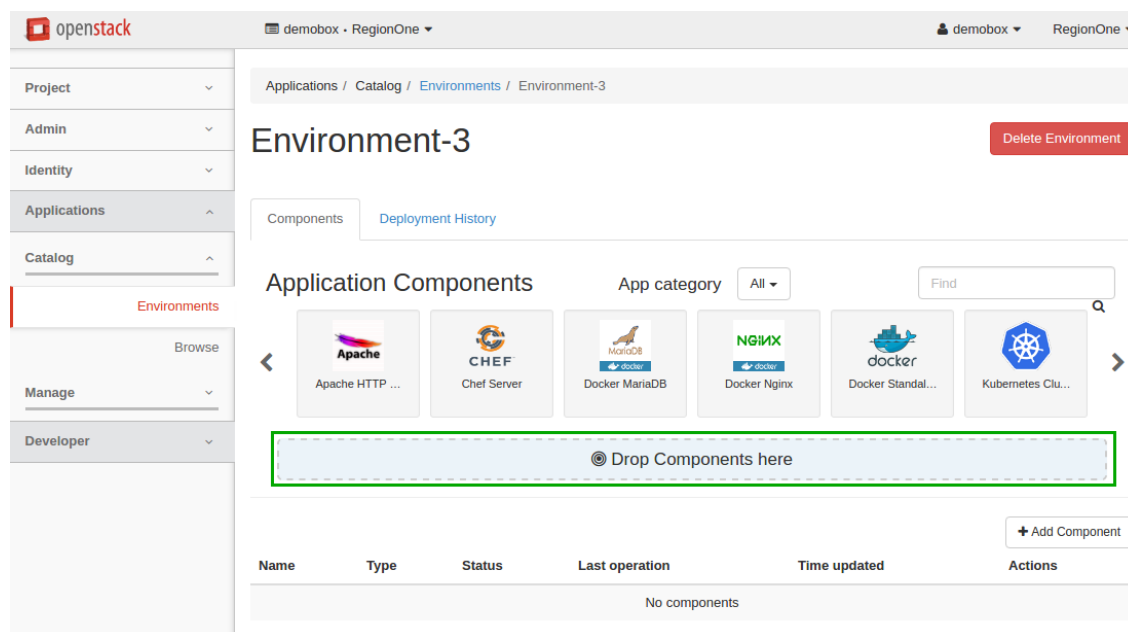 openstack
demobox • RegionOne
demobox
RegionOne
Project
Admin
Identity
Applications
Catalog
Environments
Browse
Manage
Developer
Applications / Catalog / Environments / Environment-3
Environment-3
Delete Environment
Components
Deployment History
Application Components
App category
All
Find
Apache
Apache HTTP ...
CHEF
Chef Server
MariaDB
docker
Docker MariaDB
NGINX
docker
Docker Nginx
docker
Docker Standal...
Kubernetes Clu...
Drop Components here
Add Component
Name Type Status Last operation Time updated Actions
No components